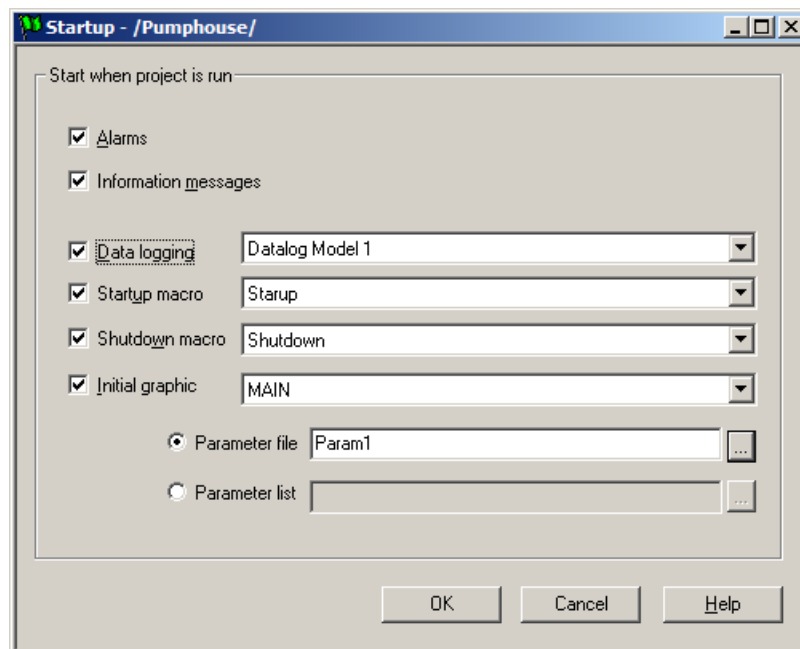 Startup - /Pumphouse/
Start when project is run
Alarms
Information messages
Data logging Datalog Model 1
Startup macro Starup
Shutdown macro Shutdown
Initial graphic MAIN
Parameter file Param1 ...
Parameter list ...
OK Cancel Help